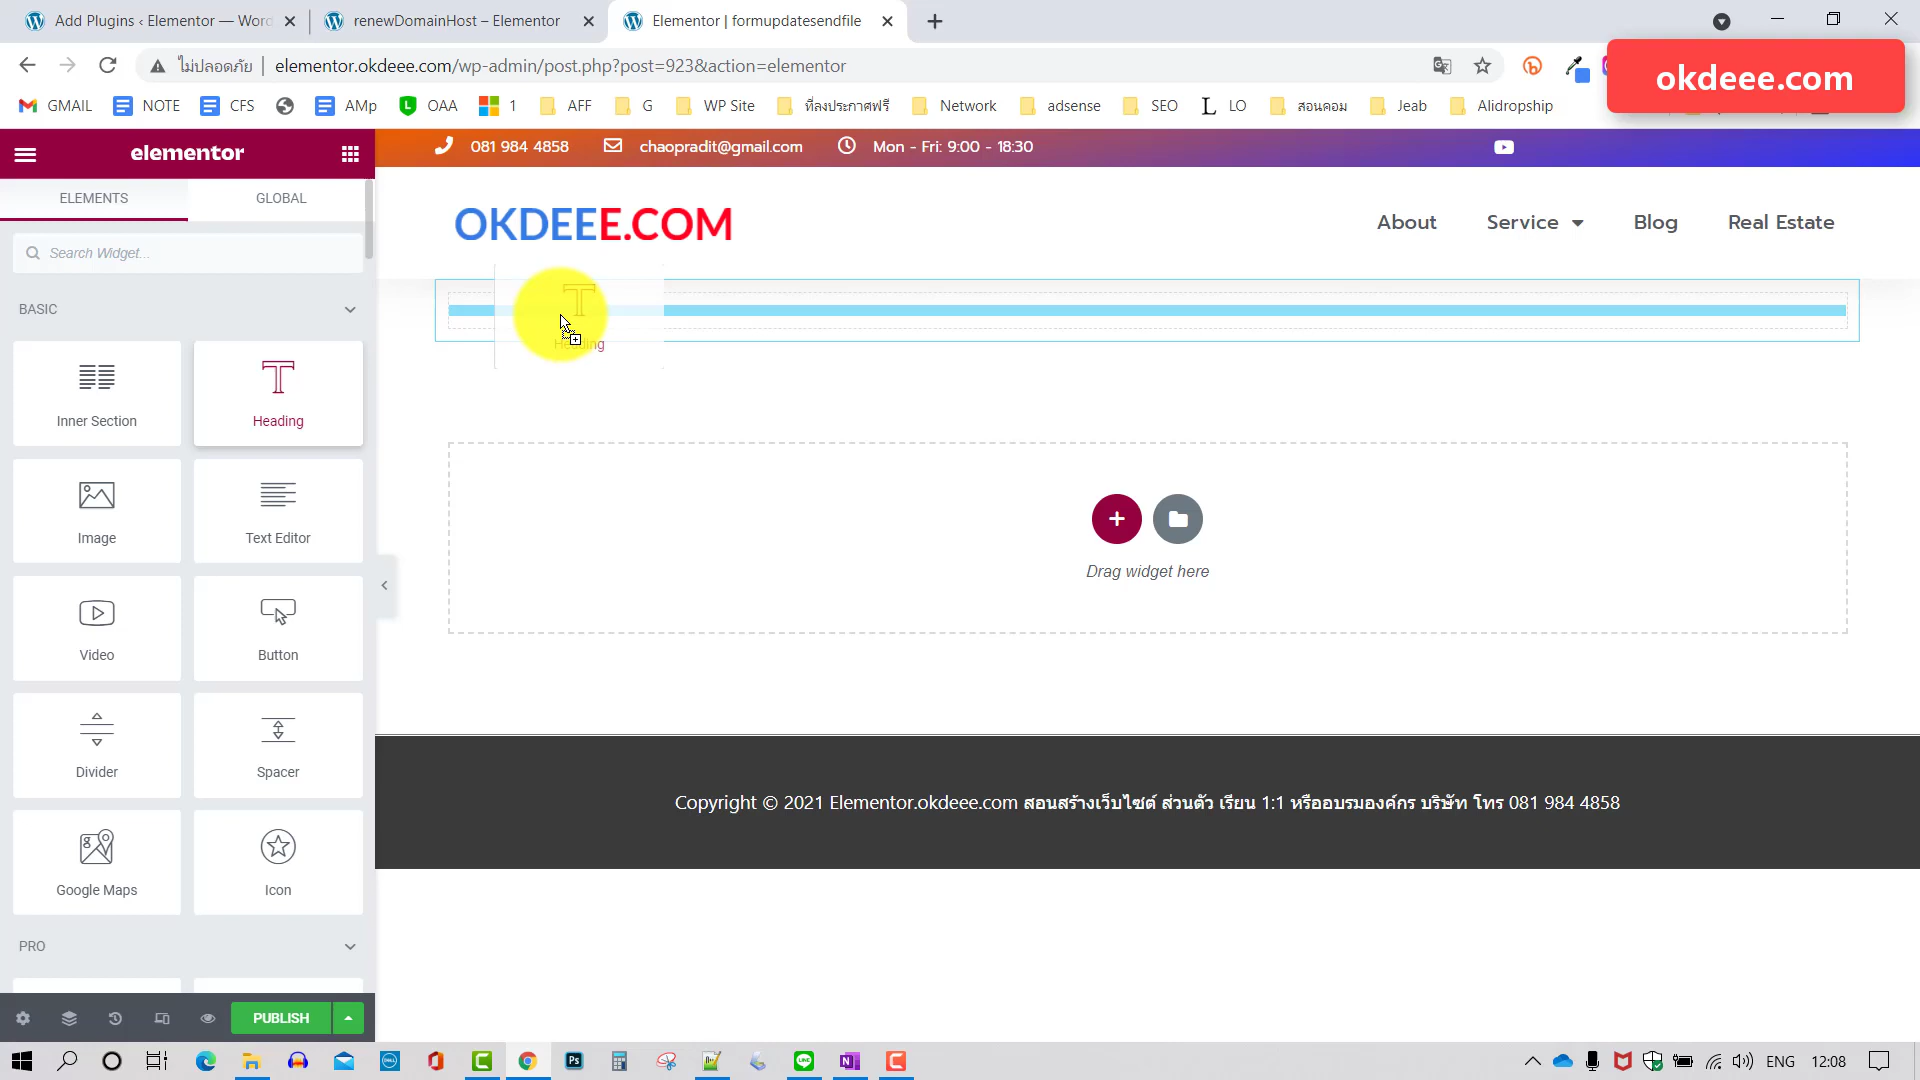 Add Plugins ‹ Elementor — Word
renewDomainHost – Elementor
Elementor | formupdatesendfile
ไม่ปลอดภัย
elementor.okdeee.com/wp-admin/post.php?post=923&action=elementor
okdeee.com
GMAIL
NOTE
CFS
AMp
OAA
1
AFF
G
WP Site
ที่ลงประกาศฟรี
Network
adsense
SEO
LO
สอนคอม
Jeab
Alidropship
elementor
081 984 4858
chaopradit@gmail.com
Mon - Fri: 9:00 - 18:30
ELEMENTS
GLOBAL
OKDEEE.COM
About
Service
Blog
Real Estate
Search Widget...
BASIC
Heading
Inner Section
Heading
Image
Text Editor
Drag widget here
Video
Button
Divider
Spacer
Copyright © 2021 Elementor.okdeee.com สอนสร้างเว็บไซต์ ส่วนตัว เรียน 1:1 หรืออบรมองค์กร บริษัท โทร 081 984 4858
Google Maps
Icon
PRO
PUBLISH
ENG
12:08